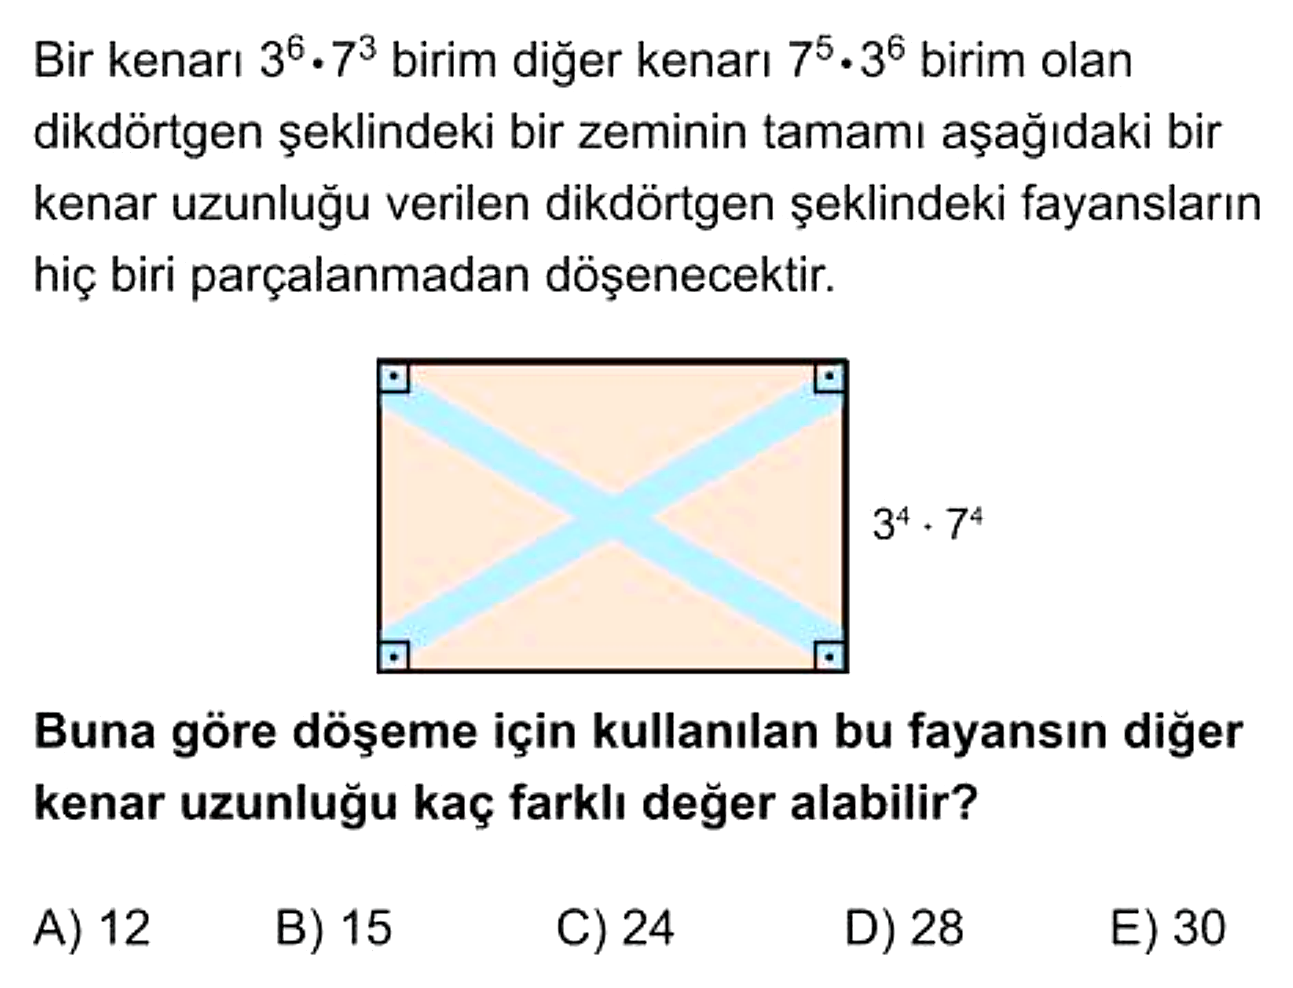 Bir kenarı 3⁶·7³ birim diğer kenarı 7⁵·3⁶ birim olan
dikdörtgen şeklindeki bir zeminin tamamı aşağıdaki bir
kenar uzunluğu verilen dikdörtgen şeklindeki fayansların
hiç biri parçalanmadan döşenecektir.
3⁴ · 7⁴
Buna göre döşeme için kullanılan bu fayansın diğer
kenar uzunluğu kaç farklı değer alabilir?
A) 12 B) 15 C) 24 D) 28 E) 30